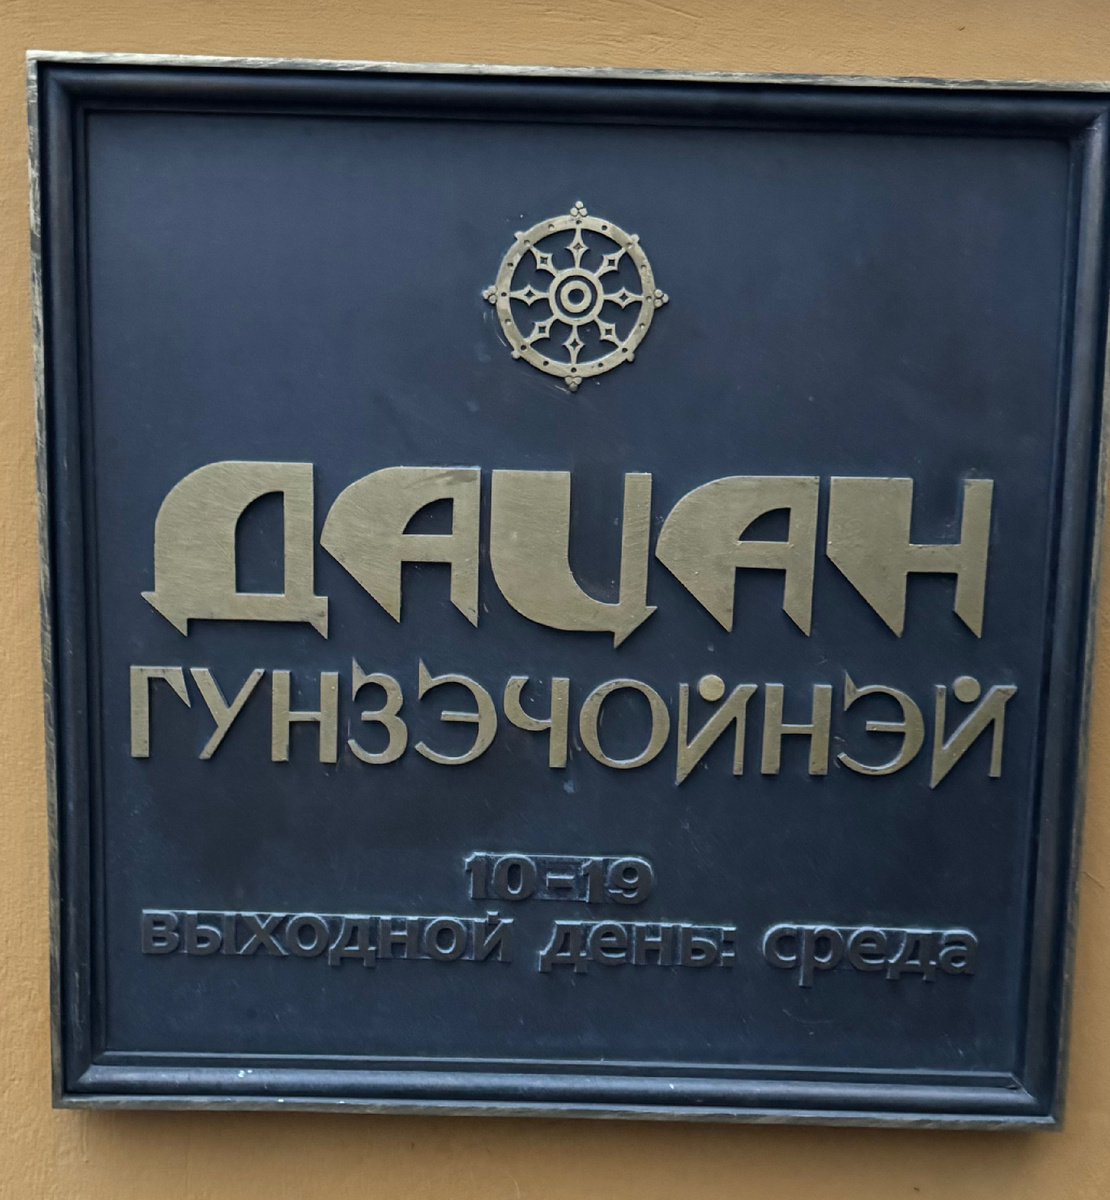 ДАЦАН
ГУНЗЭЧОЙНЭЙ
10-19
выходной день: среда